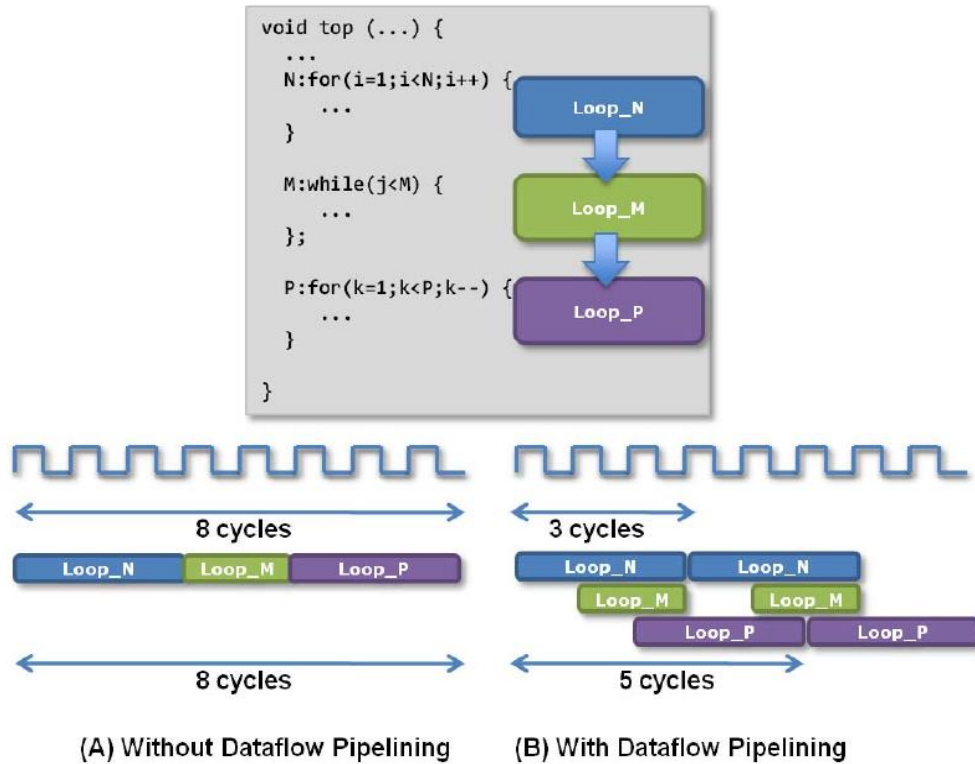 void top (...) {
...
N:for(i=1;i<N;i++) {
...
}
M:while(j<M) {
...
};
P:for(k=1;k<P;k--) {
...
}
}
Loop_N
Loop_M
Loop_P
8 cycles
Loop_N Loop_M Loop_P
8 cycles
(A) Without Dataflow Pipelining
3 cycles
Loop_N Loop_N
Loop_M Loop_M
Loop_P Loop_P
5 cycles
(B) With Dataflow Pipelining